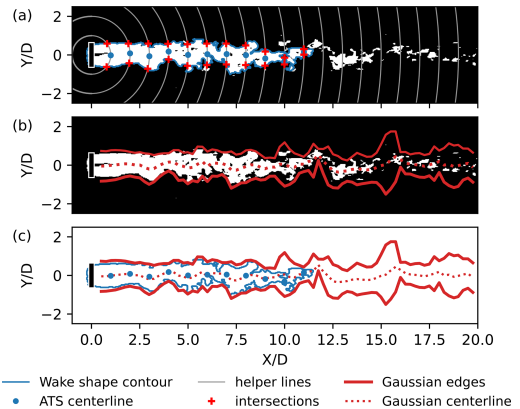 (a)
Y/D
2
0
−2
(b)
Y/D
2
0
−2
(c)
Y/D
2
0
−2
0.0 2.5 5.0 7.5 10.0 12.5 15.0 17.5 20.0
X/D
Wake shape contour helper lines Gaussian edges
ATS centerline intersections Gaussian centerline